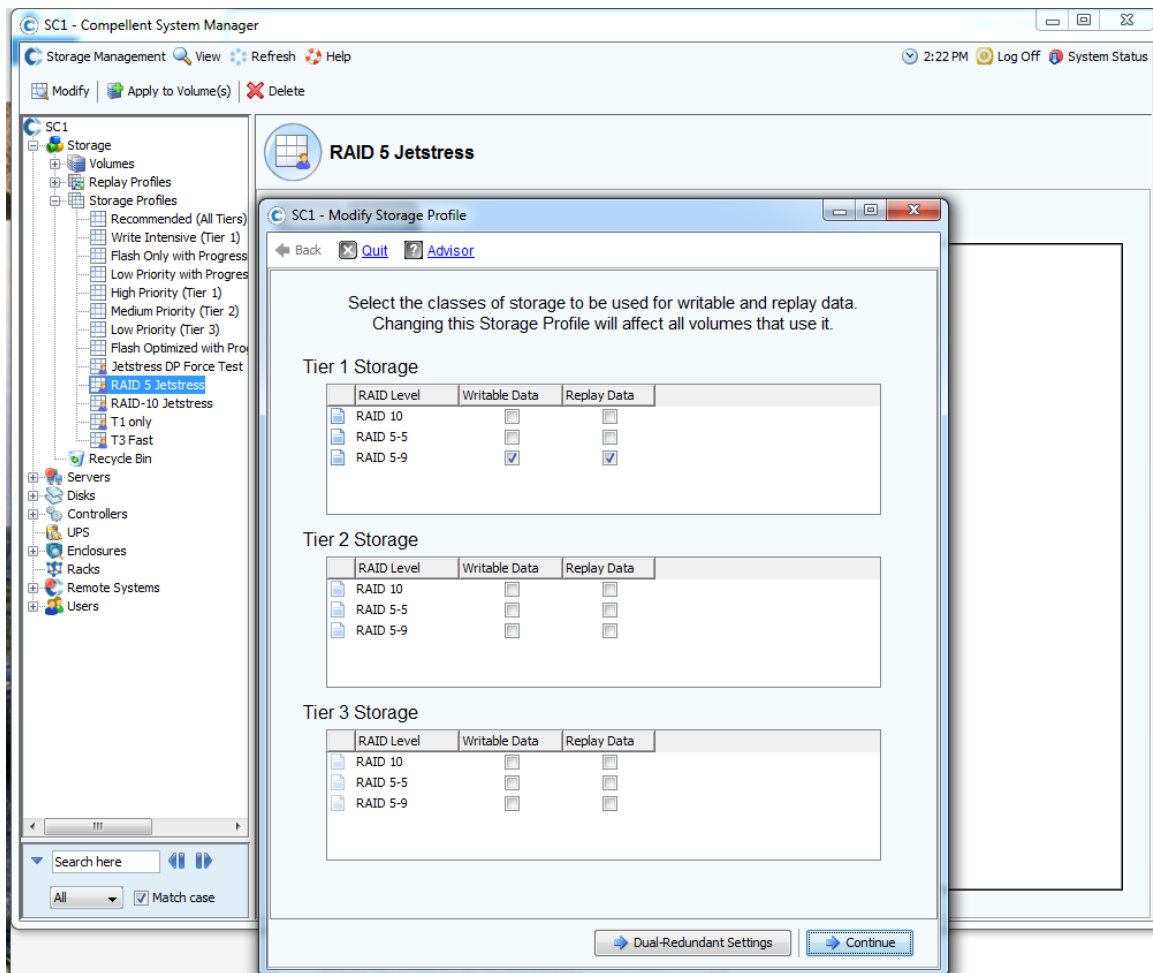 SC1 - Compellent System Manager
Storage Management View Refresh Help
2:22 PM Log Off System Status
Modify Apply to Volume(s) Delete
SC1
Storage
Volumes
Replay Profiles
Storage Profiles
Recommended (All Tiers)
Write Intensive (Tier 1)
Flash Only with Progress
Low Priority with Progres
High Priority (Tier 1)
Medium Priority (Tier 2)
Low Priority (Tier 3)
Flash Optimized with Pro
Jetstress DP Force Test
RAID 5 Jetstress
RAID-10 Jetstress
T1 only
T3 Fast
Recycle Bin
Servers
Disks
Controllers
UPS
Enclosures
Racks
Remote Systems
Users
Search here
All Match case
RAID 5 Jetstress
SC1 - Modify Storage Profile
Back Quit Advisor
Select the classes of storage to be used for writable and replay data.
Changing this Storage Profile will affect all volumes that use it.
Tier 1 Storage
RAID Level Writable Data Replay Data
RAID 10
RAID 5-5
RAID 5-9
Tier 2 Storage
RAID Level Writable Data Replay Data
RAID 10
RAID 5-5
RAID 5-9
Tier 3 Storage
RAID Level Writable Data Replay Data
RAID 10
RAID 5-5
RAID 5-9
Dual-Redundant Settings Continue